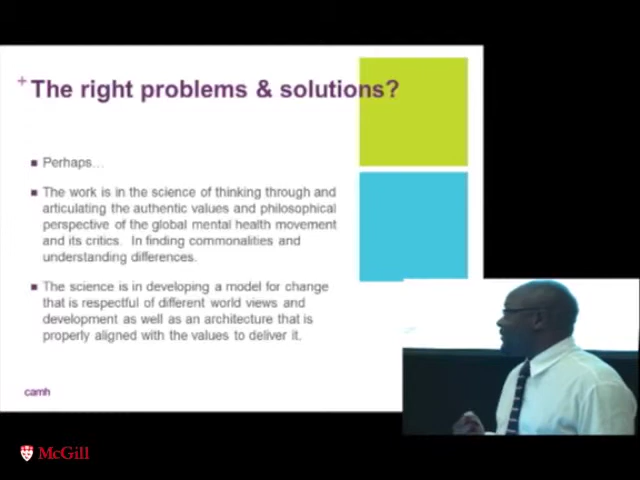 The right problems & solutions?
Perhaps...
The work is in the science of thinking through and
articulating the authentic values and philosophical
perspective of the global mental health movement
and its critics. In finding commonalities and
understanding differences.
The science is in developing a model for change
that is respectful of different world views and
development as well as an architecture that is
properly aligned with the values to deliver it.
camh
McGill